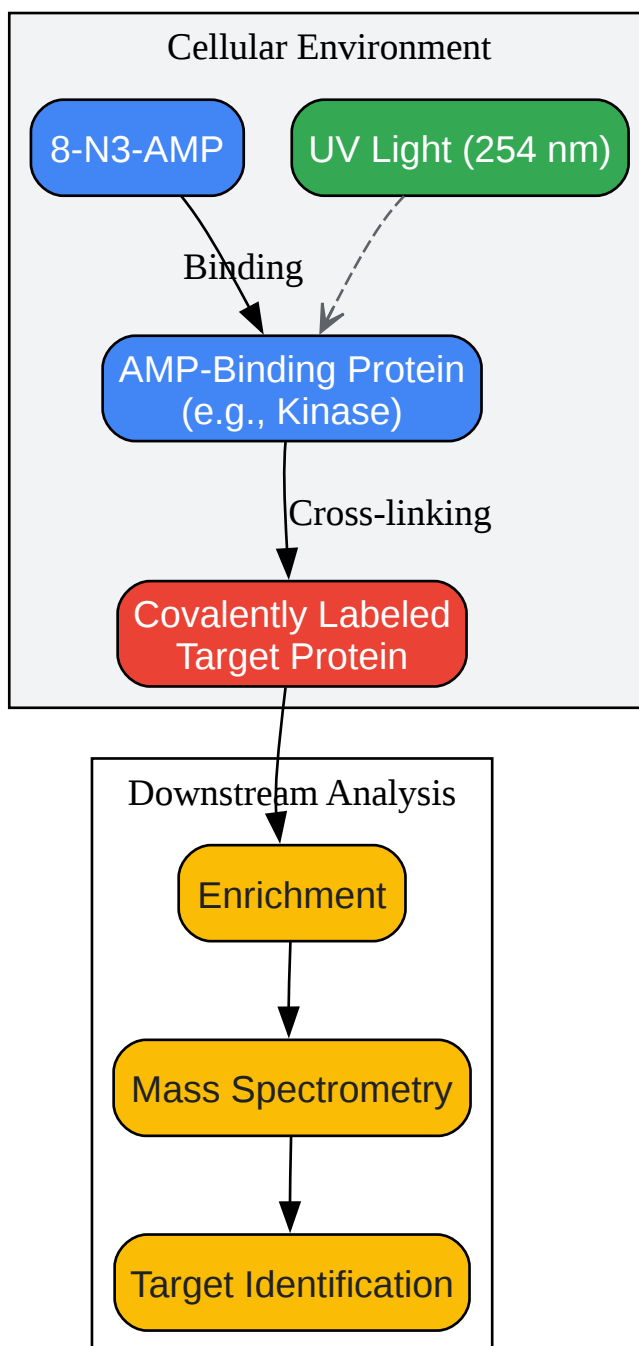 Cellular Environment
8-N3-AMP
UV Light (254 nm)
Binding
AMP-Binding Protein
(e.g., Kinase)
Cross-linking
Covalently Labeled
Target Protein
Downstream Analysis
Enrichment
Mass Spectrometry
Target Identification